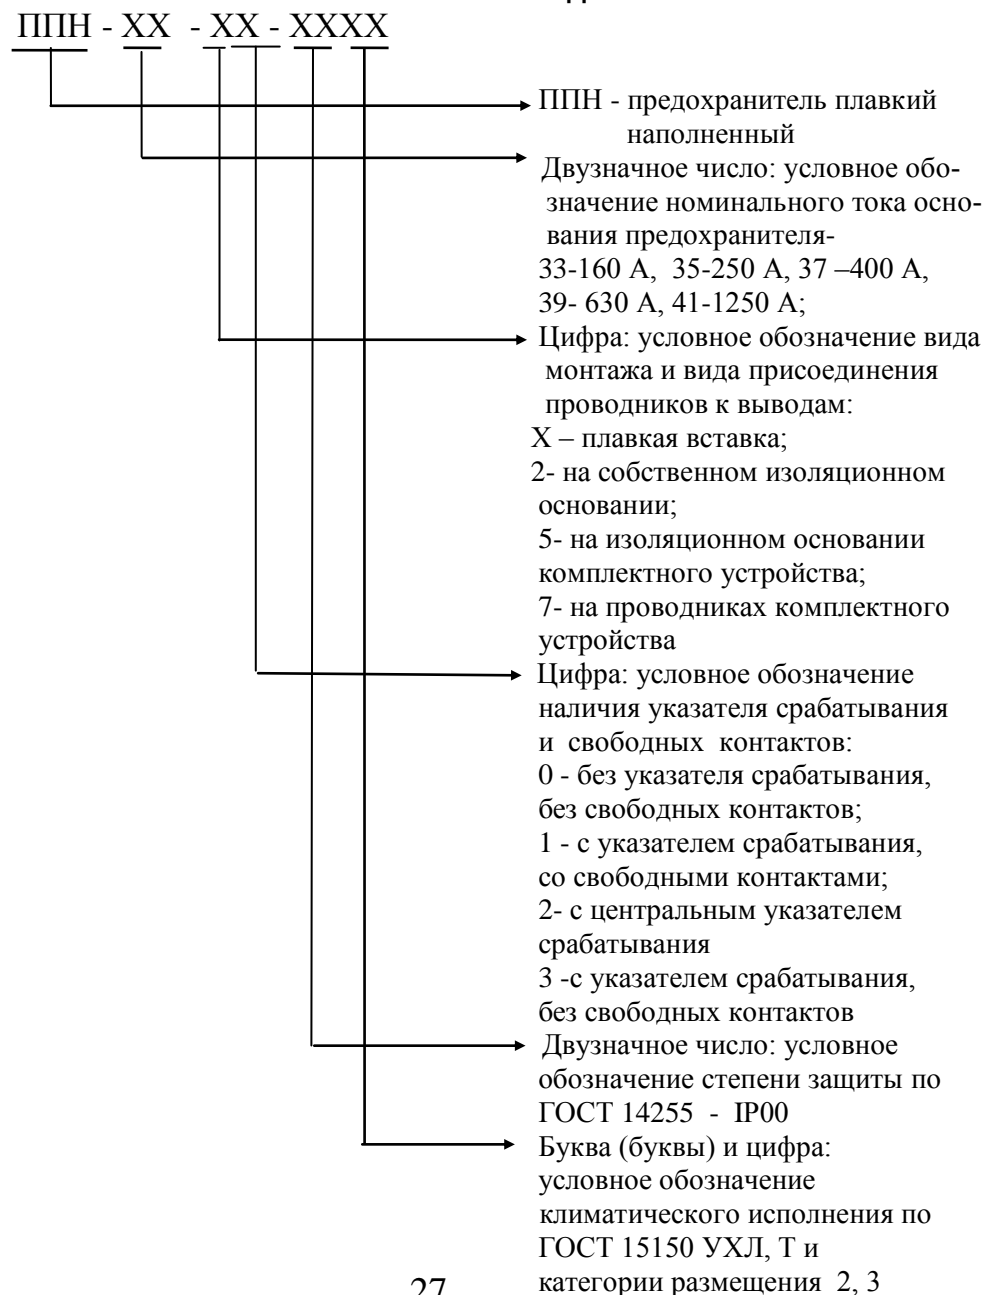 ППН - ХХ - ХХ - ХХХХ
ППН - предохранитель плавкий
наполненный
Двузначное число: условное обо-
значение номинального тока осно-
вания предохранителя-
33-160 А, 35-250 А, 37 –400 А,
39- 630 А, 41-1250 А;
Цифра: условное обозначение вида
монтажа и вида присоединения
проводников к выводам:
Х – плавкая вставка;
2- на собственном изоляционном
основании;
5- на изоляционном основании
комплектного устройства;
7- на проводниках комплектного
устройства
Цифра: условное обозначение
наличия указателя срабатывания
и свободных контактов:
0 - без указателя срабатывания,
без свободных контактов;
1 - с указателем срабатывания,
со свободными контактами;
2- с центральным указателем
срабатывания
3 -с указателем срабатывания,
без свободных контактов
Двузначное число: условное
обозначение степени защиты по
ГОСТ 14255 - IP00
Буква (буквы) и цифра:
условное обозначение
климатического исполнения по
ГОСТ 15150 УХЛ, Т и
категории размещения 2, 3
27